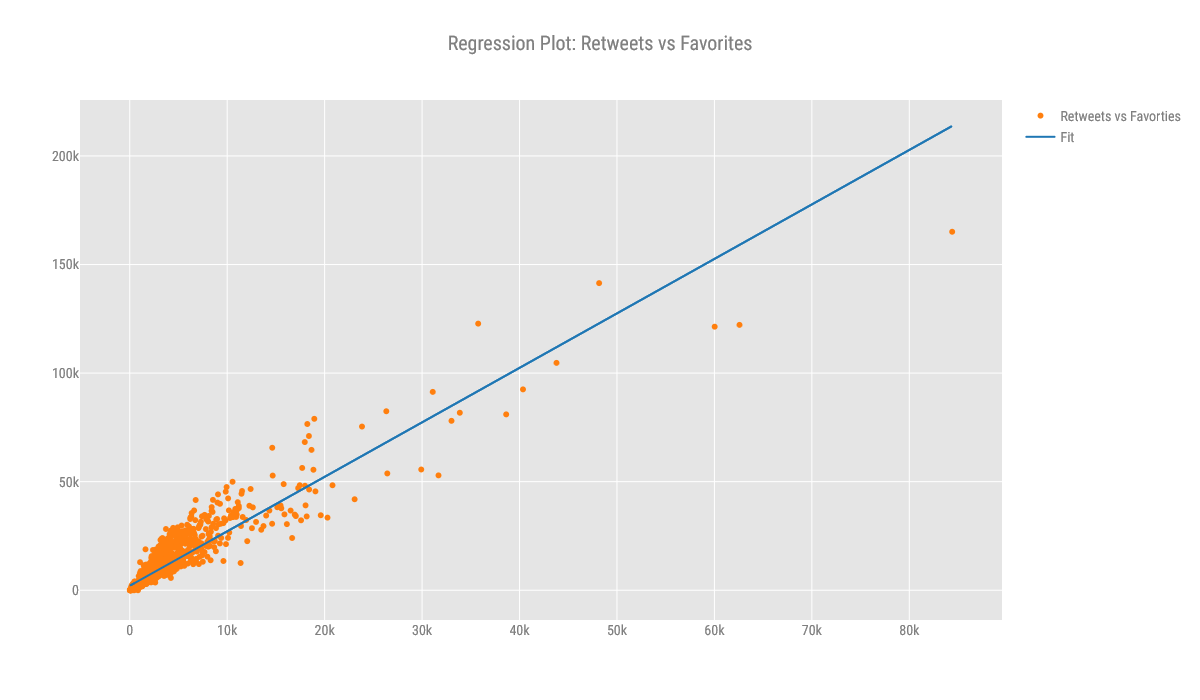 Regression Plot: Retweets vs Favorites
Retweets vs Favorties
Fit
200k
150k
100k
50k
0
0 10k 20k 30k 40k 50k 60k 70k 80k